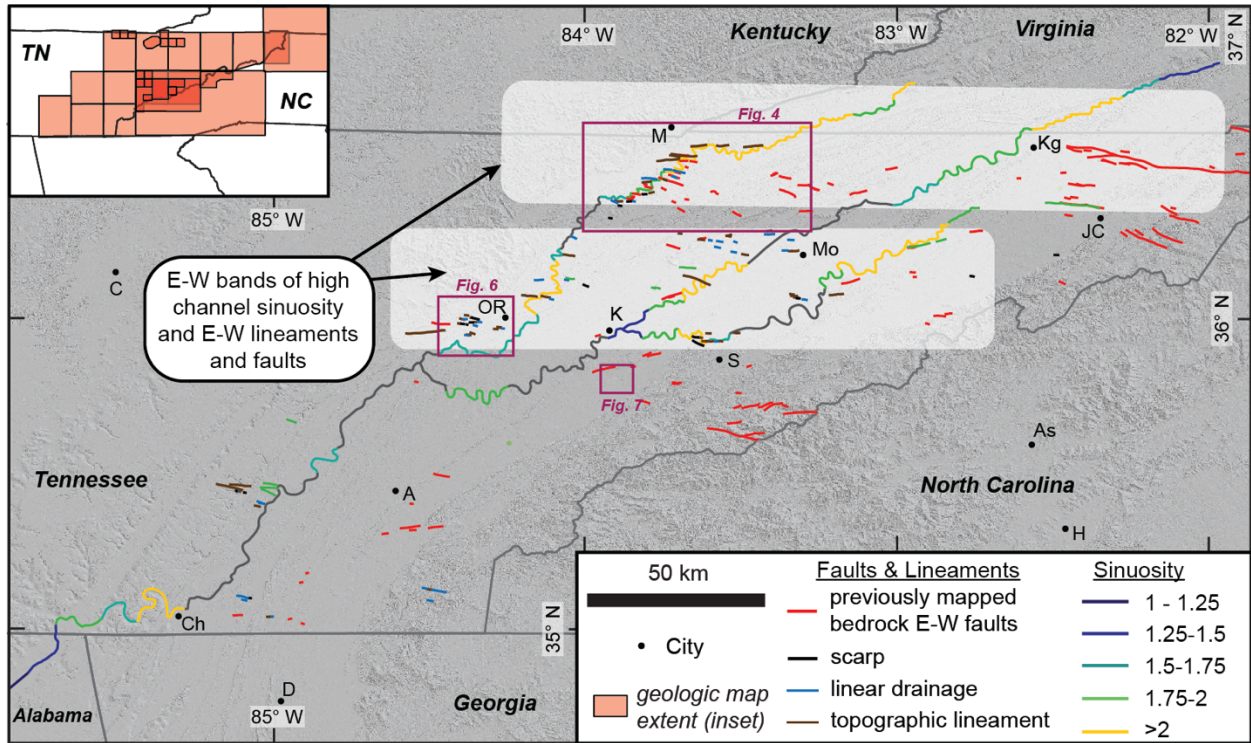 TN
NC
84° W
Kentucky
83° W
Virginia
82° W
37° N
M
Fig. 4
Kg
85° W
JC
C
E-W bands of high
channel sinuosity
and E-W lineaments
and faults
Fig. 6
OR
Mo
K
36° N
S
Fig. 7
As
Tennessee
A
North Carolina
H
Ch
35° N
D
85° W
Alabama
Georgia
50 km
City
geologic map
extent (inset)
Faults & Lineaments
previously mapped
bedrock E-W faults
scarp
linear drainage
topographic lineament
Sinuosity
1 - 1.25
1.25-1.5
1.5-1.75
1.75-2
>2